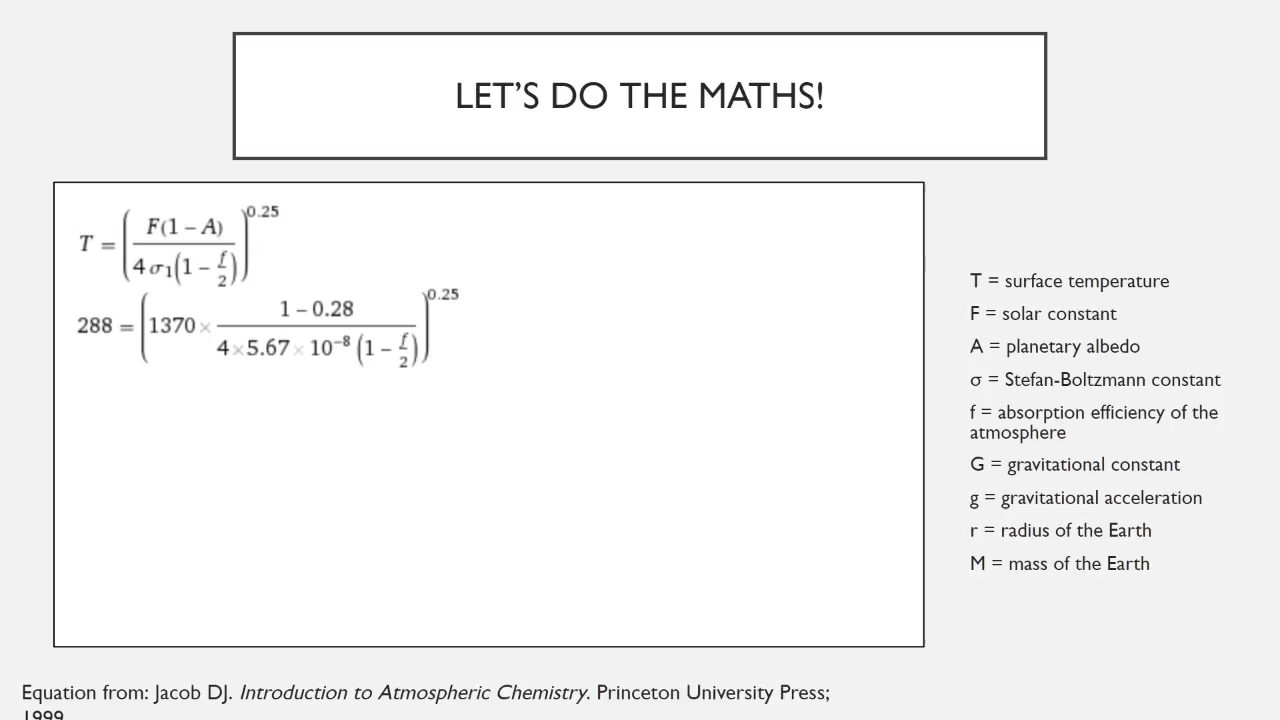 LET'S DO THE MATHS!
T = (F(1 − A) / 4 σ₁(1 − f/2))^0.25
288 = (1370 × (1 − 0.28) / (4 × 5.67 × 10⁻⁸ (1 − f/2)))^0.25
T = surface temperature
F = solar constant
A = planetary albedo
σ = Stefan-Boltzmann constant
f = absorption efficiency of the
atmosphere
G = gravitational constant
g = gravitational acceleration
r = radius of the Earth
M = mass of the Earth
Equation from: Jacob DJ. Introduction to Atmospheric Chemistry. Princeton University Press;
1999